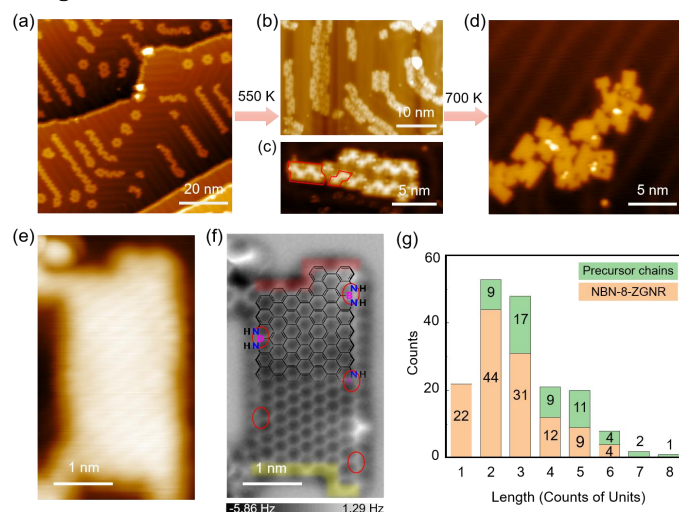 (a)
20 nm
550 K
(b)
10 nm
(c)
5 nm
700 K
(d)
5 nm
(e)
1 nm
(f)
N H
B
N H
H N
B
H N
N H
1 nm
-5.86 Hz 1.29 Hz
(g)
Precursor chains
NBN-8-ZGNR
Counts
60
40
20
0
22
9
44
17
31
9
12
11
9
4
4
2
1
1 2 3 4 5 6 7 8
Length (Counts of Units)